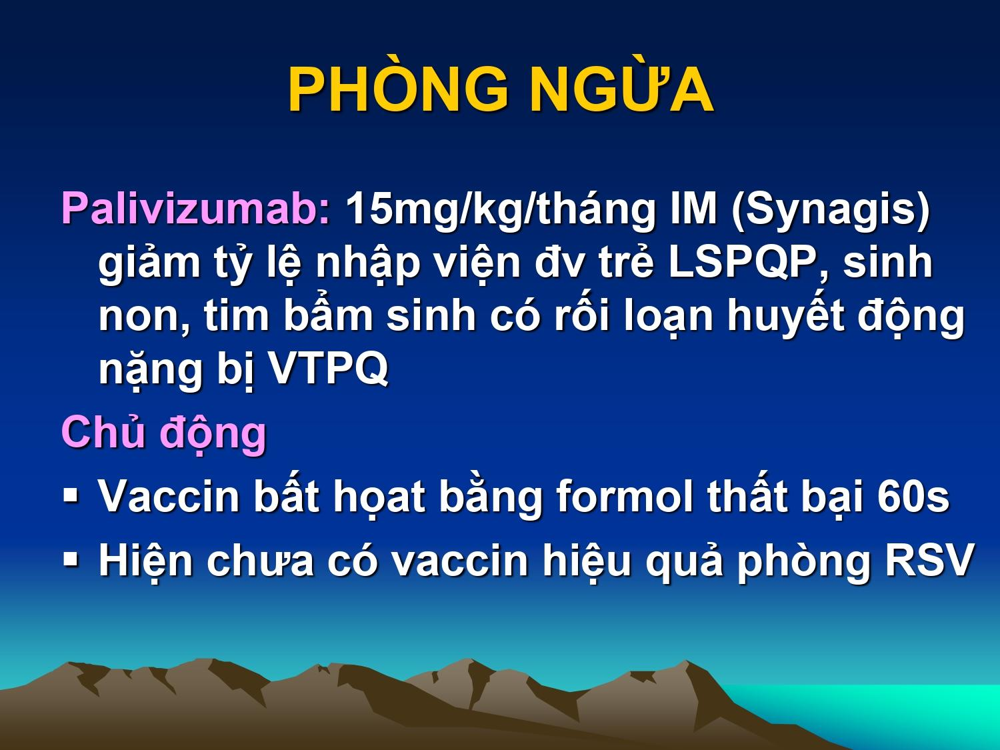 PHÒNG NGỪA
Palivizumab: 15mg/kg/tháng IM (Synagis)
giảm tỷ lệ nhập viện đv trẻ LSPQP, sinh
non, tim bẩm sinh có rối loạn huyết động
nặng bị VTPQ
Chủ động
▪ Vaccin bất họat bằng formol thất bại 60s
▪ Hiện chưa có vaccin hiệu quả phòng RSV